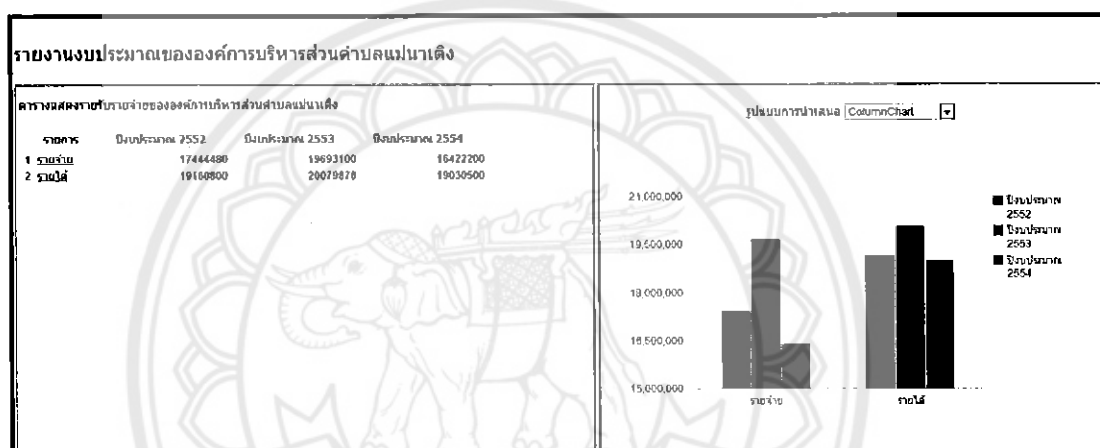 รายงานงบประมาณขององค์การบริหารส่วนตำบลแม่นาเติง
ตารางแสดงรายรับรายจ่ายขององค์การบริหารส่วนตำบลแม่นาเติง
รายการ ปีงบประมาณ 2552 ปีงบประมาณ 2553 ปีงบประมาณ 2554
1 รายจ่าย 17444480 19693100 16422200
2 รายได้ 19160800 20079878 19030500
รูปแบบการนำเสนอ ColumnChart
21,000,000
19,500,000
18,000,000
16,500,000
15,000,000
รายจ่าย รายได้
ปีงบประมาณ
2552
ปีงบประมาณ
2553
ปีงบประมาณ
2554